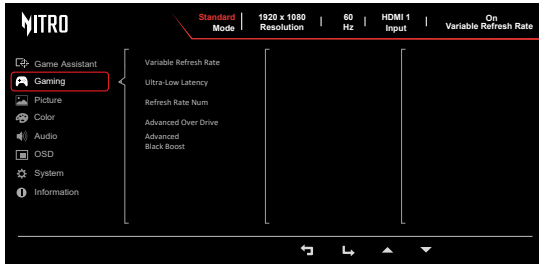 NITRO
Standard Mode | 1920 x 1080 Resolution | 60 Hz | HDMI 1 Input | On Variable Refresh Rate
Game Assistant
Gaming
Picture
Color
Audio
OSD
System
Information
Variable Refresh Rate
Ultra-Low Latency
Refresh Rate Num
Advanced Over Drive
Advanced
Black Boost